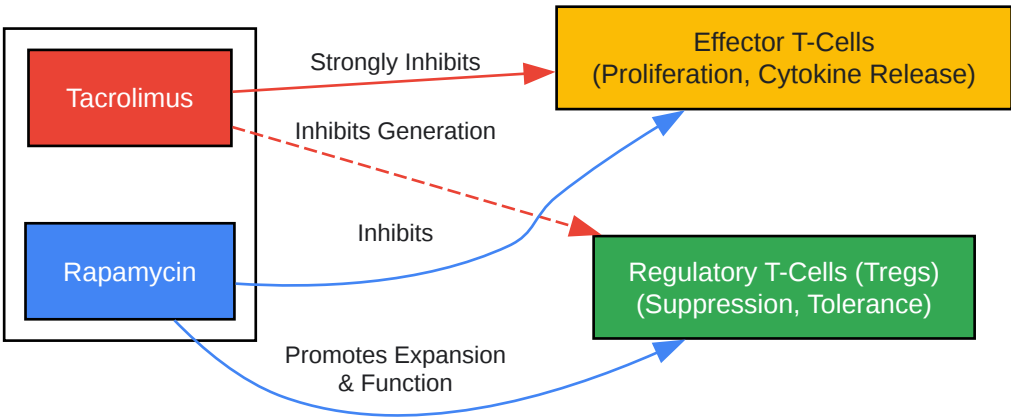 Tacrolimus
Strongly Inhibits
Effector T-Cells
(Proliferation, Cytokine Release)
Inhibits Generation
Rapamycin
Inhibits
Regulatory T-Cells (Tregs)
(Suppression, Tolerance)
Promotes Expansion
& Function